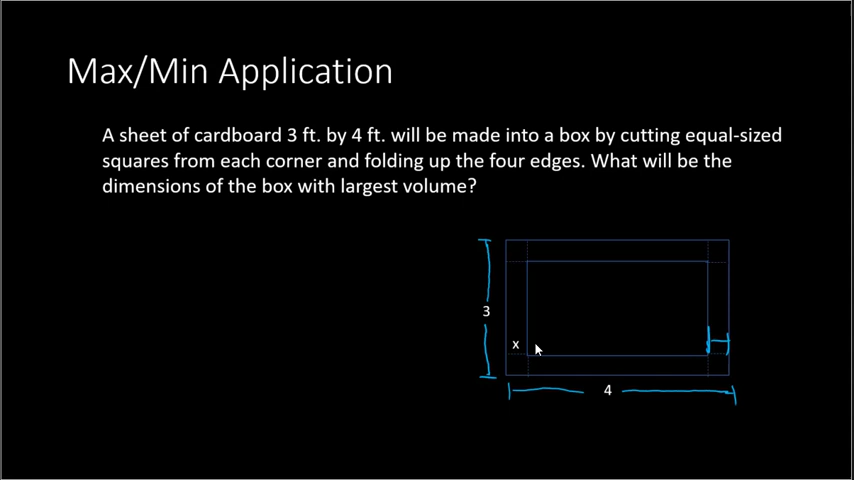 Max/Min Application
A sheet of cardboard 3 ft. by 4 ft. will be made into a box by cutting equal-sized
squares from each corner and folding up the four edges. What will be the
dimensions of the box with largest volume?
3
x
4